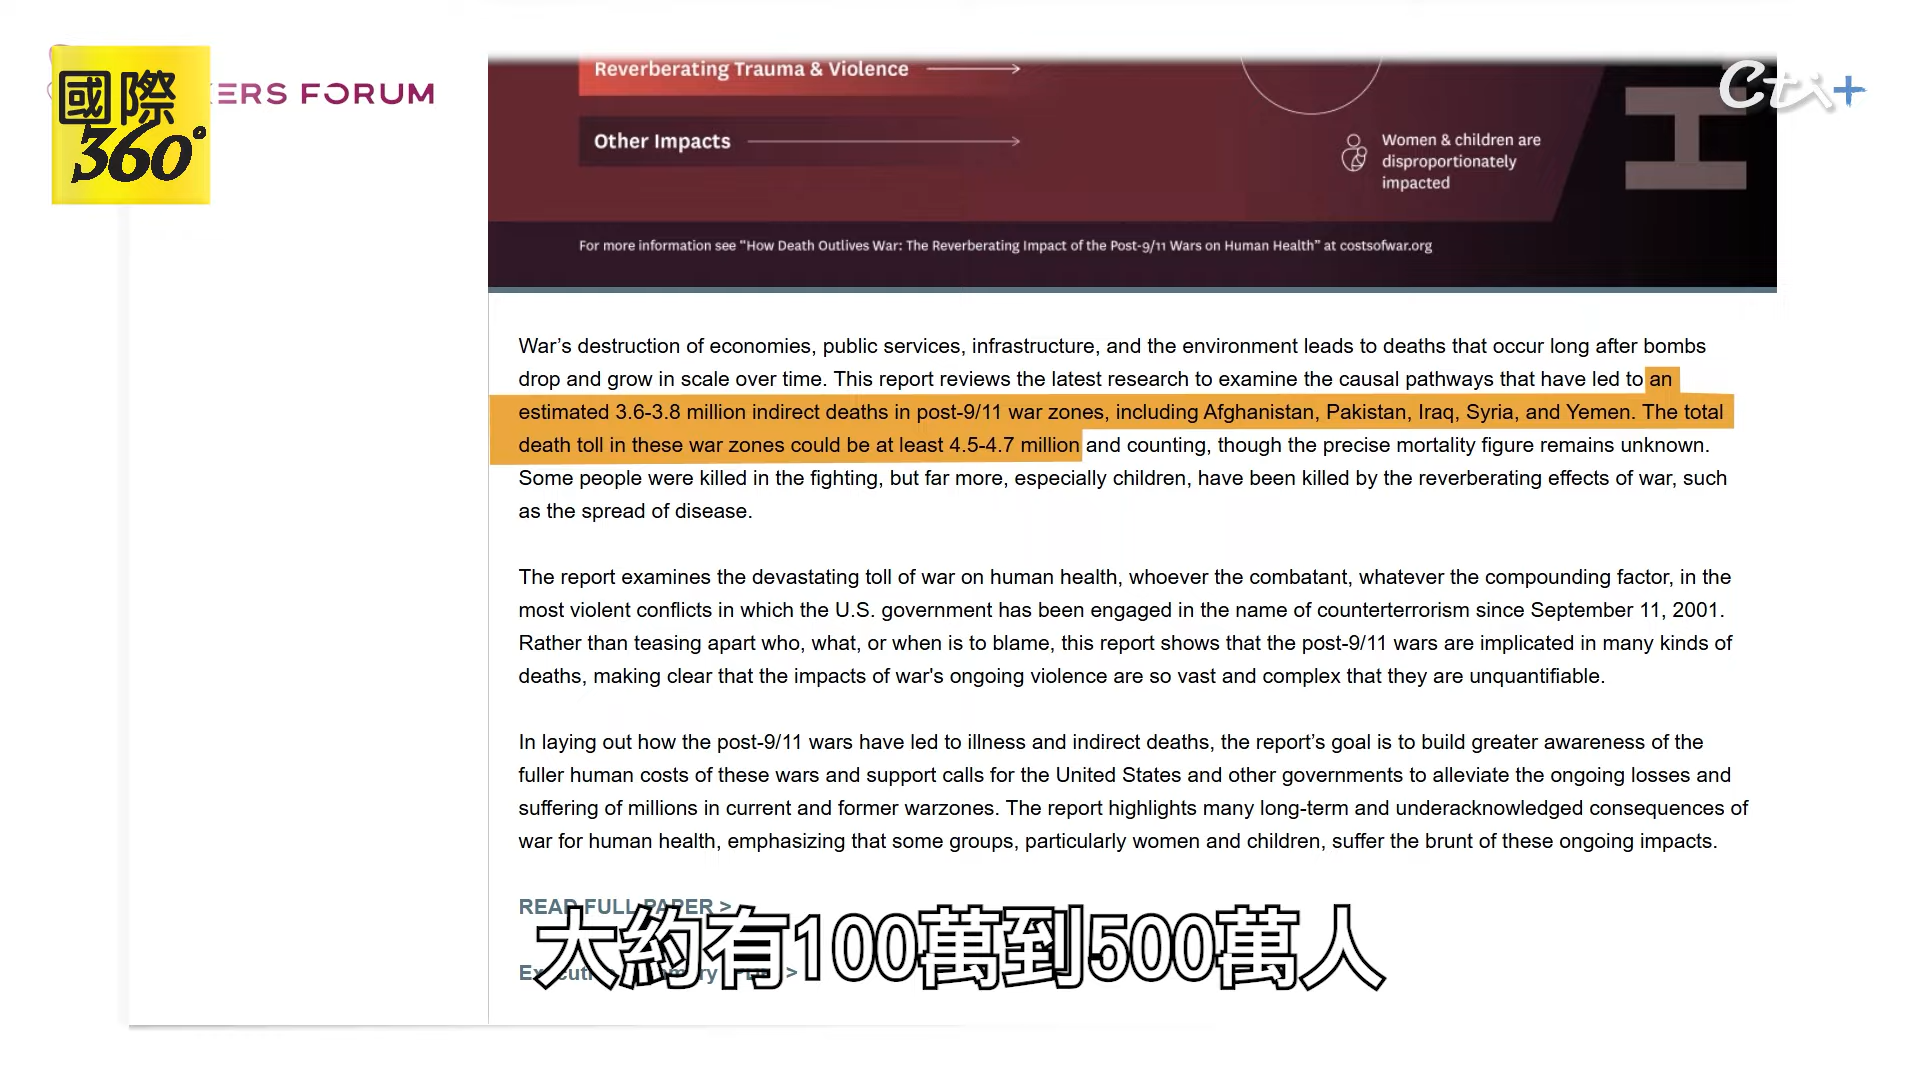 國際
360°
ERS FORUM
Cti+
Reverberating Trauma & Violence
Other Impacts
Women & children are
disproportionately
impacted
For more information see "How Death Outlives War: The Reverberating Impact of the Post-9/11 Wars on Human Health" at costsofwar.org
War's destruction of economies, public services, infrastructure, and the environment leads to deaths that occur long after bombs
drop and grow in scale over time. This report reviews the latest research to examine the causal pathways that have led to an
estimated 3.6-3.8 million indirect deaths in post-9/11 war zones, including Afghanistan, Pakistan, Iraq, Syria, and Yemen. The total
death toll in these war zones could be at least 4.5-4.7 million and counting, though the precise mortality figure remains unknown.
Some people were killed in the fighting, but far more, especially children, have been killed by the reverberating effects of war, such
as the spread of disease.
The report examines the devastating toll of war on human health, whoever the combatant, whatever the compounding factor, in the
most violent conflicts in which the U.S. government has been engaged in the name of counterterrorism since September 11, 2001.
Rather than teasing apart who, what, or when is to blame, this report shows that the post-9/11 wars are implicated in many kinds of
deaths, making clear that the impacts of war's ongoing violence are so vast and complex that they are unquantifiable.
In laying out how the post-9/11 wars have led to illness and indirect deaths, the report's goal is to build greater awareness of the
fuller human costs of these wars and support calls for the United States and other governments to alleviate the ongoing losses and
suffering of millions in current and former warzones. The report highlights many long-term and underacknowledged consequences of
war for human health, emphasizing that some groups, particularly women and children, suffer the brunt of these ongoing impacts.
READ FULL PAPER >
大約有100萬到500萬人